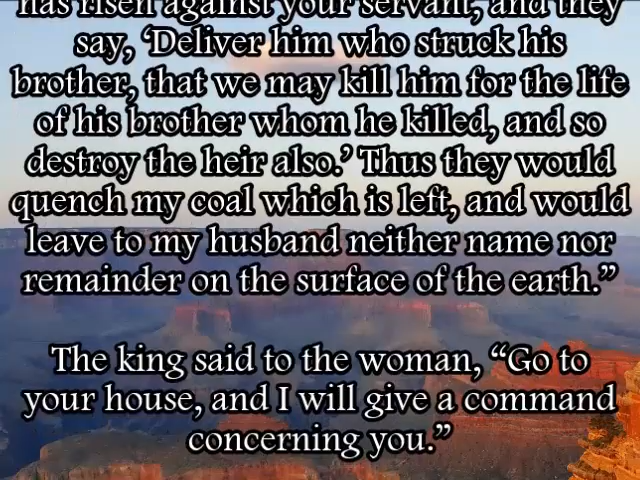 has risen against your servant, and they
say, ‘Deliver him who struck his
brother, that we may kill him for the life
of his brother whom he killed, and so
destroy the heir also.’ Thus they would
quench my coal which is left, and would
leave to my husband neither name nor
remainder on the surface of the earth.”
The king said to the woman, “Go to
your house, and I will give a command
concerning you.”